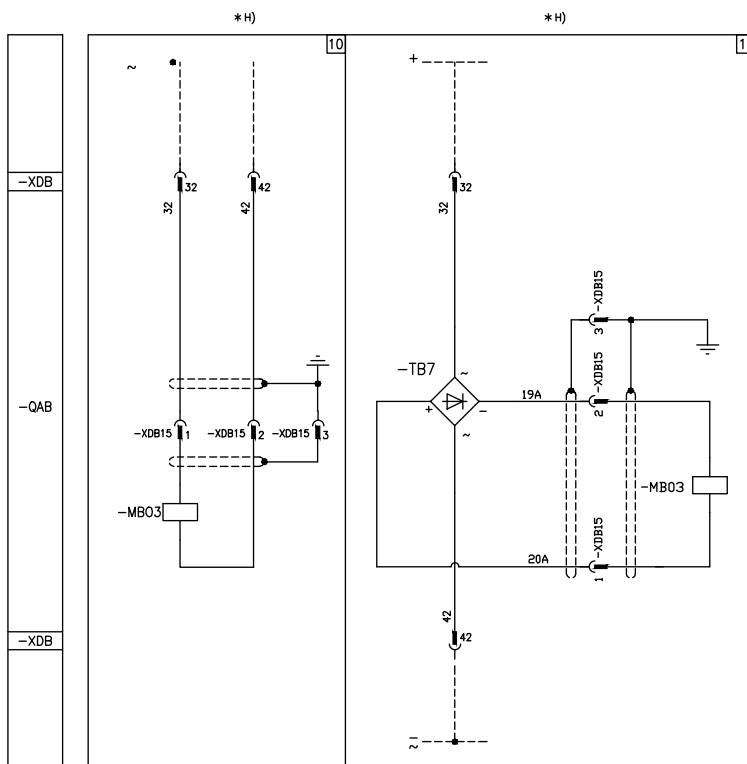 *H) *H)
10 1
~ +
-XDB 32 42 32
32 42 32
-XDB15
3
-TB7 ~ -XDB15
19A
+ - 2
-QAB -XDB15 1 -XDB15 2 -XDB15 3
~
-MB03 -MB03
-XDB15
20A
1
42
-XDB 42
~